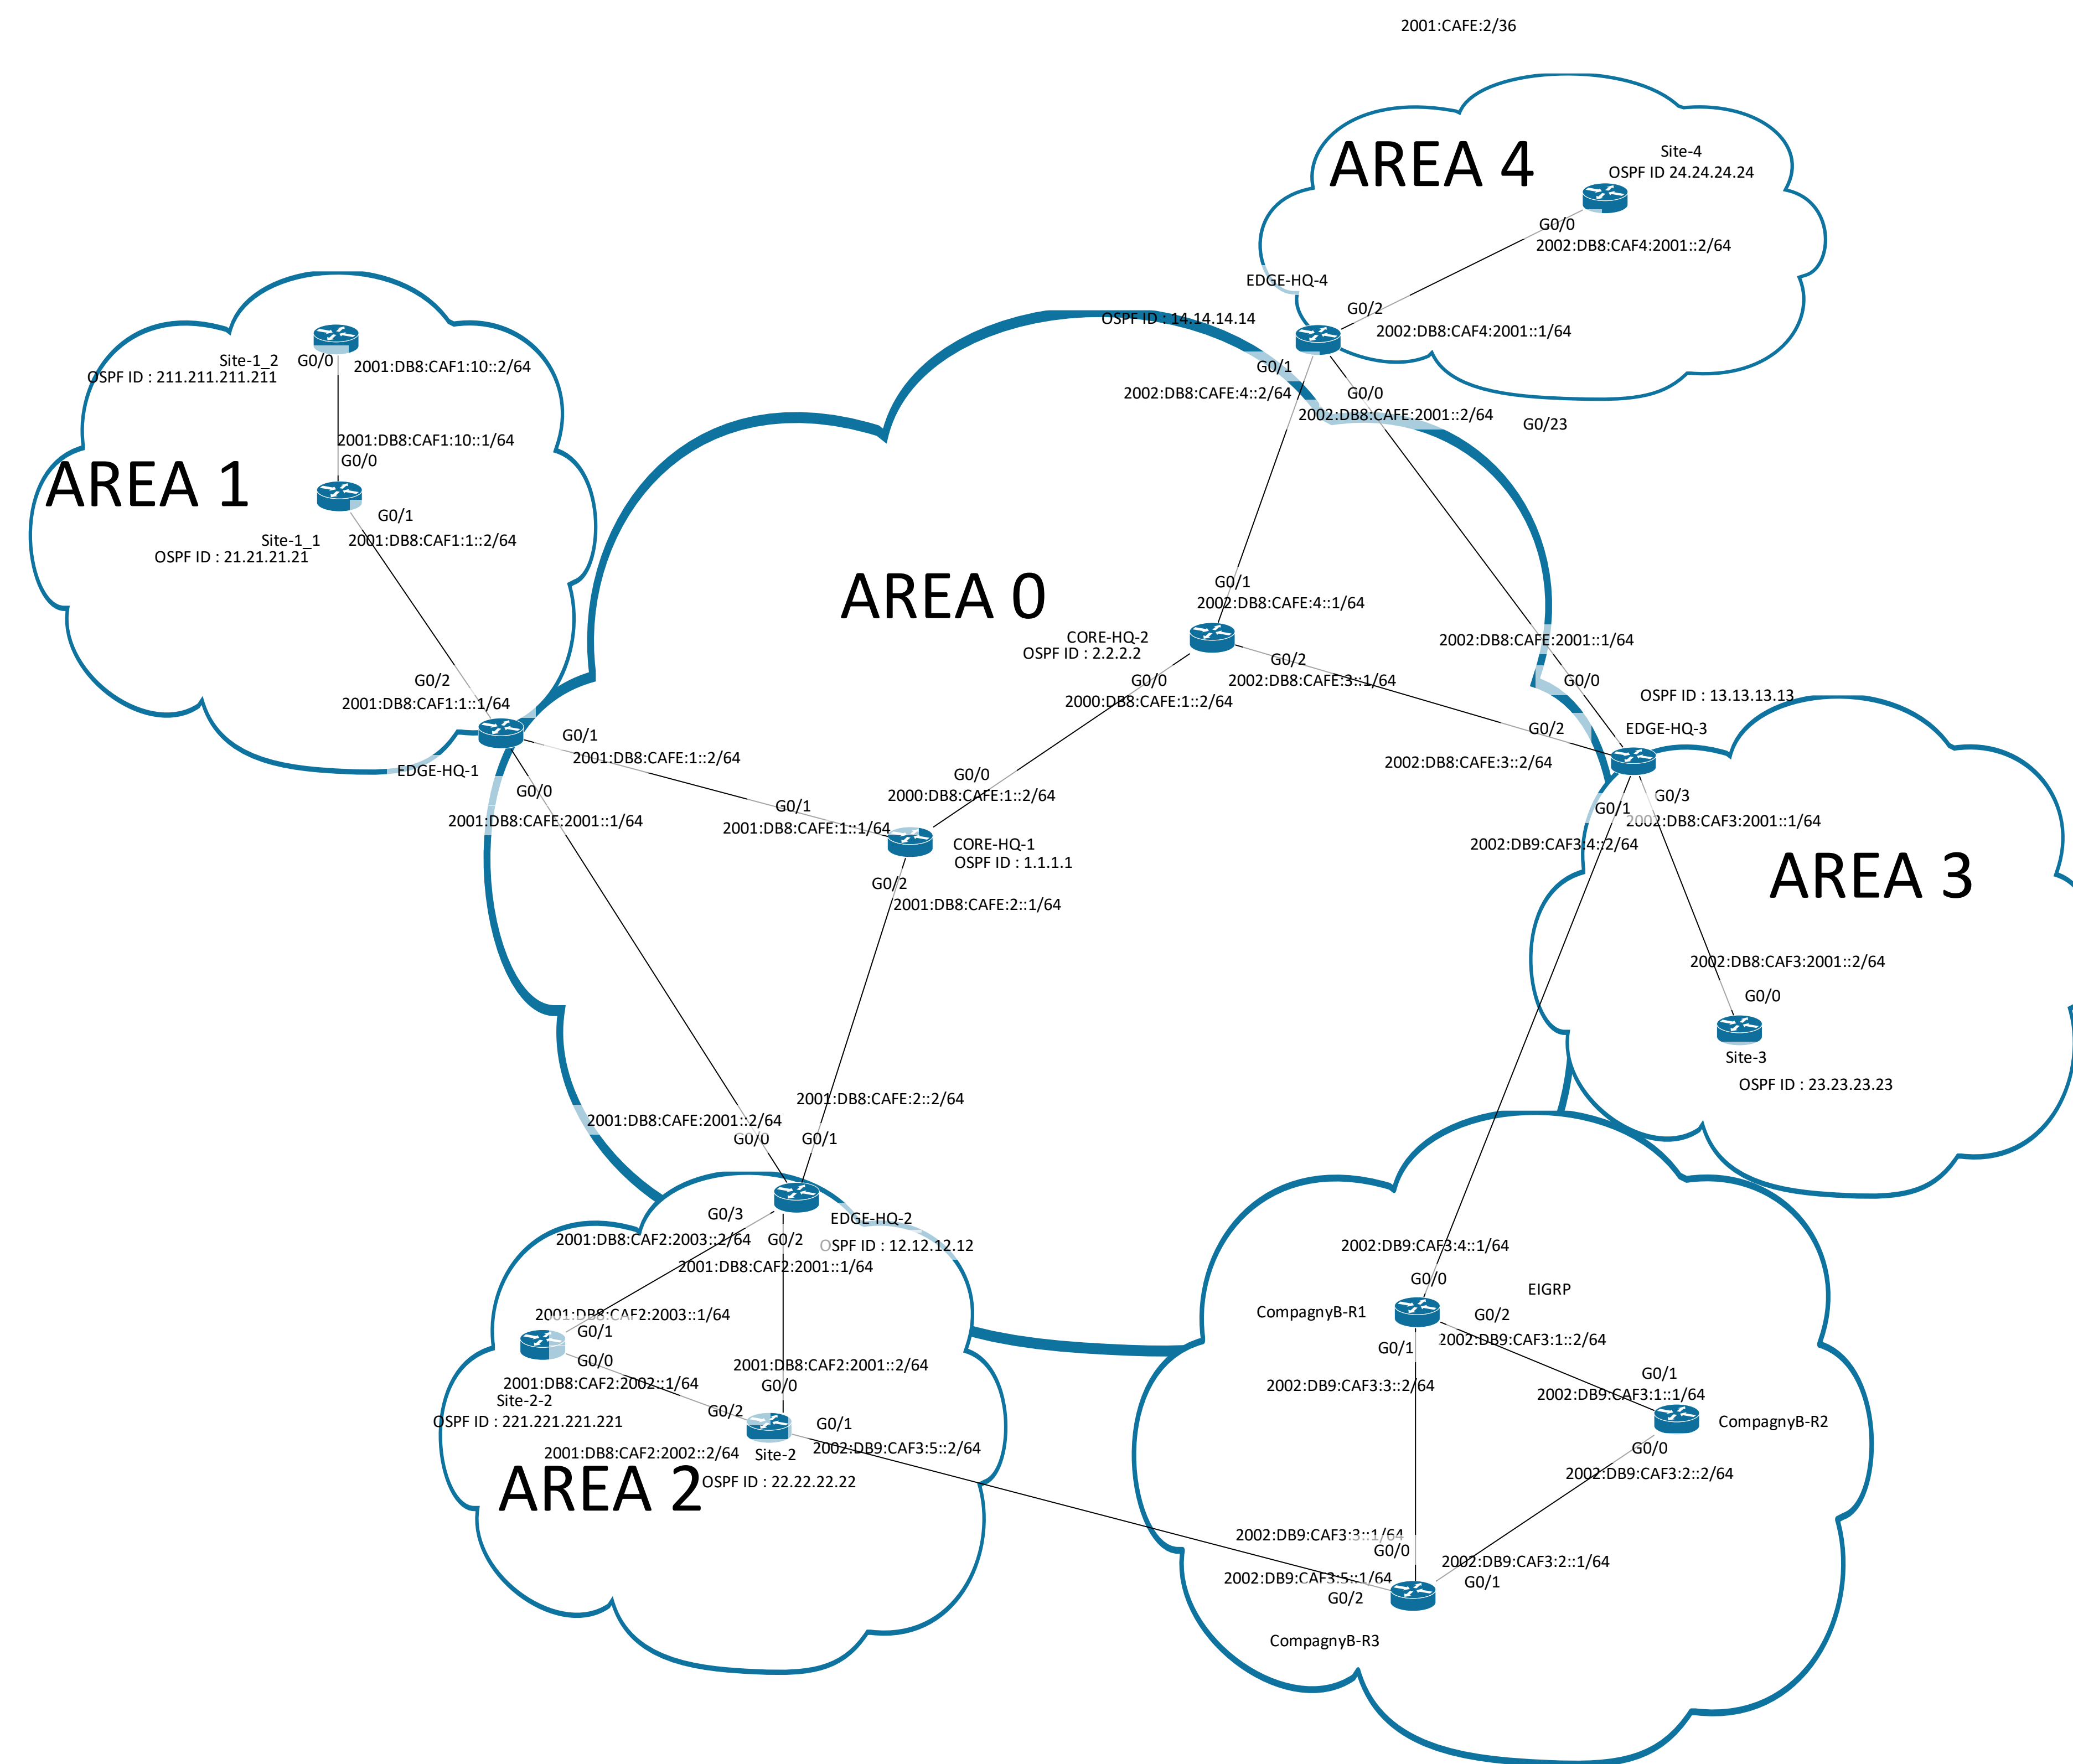 2001:CAFE:2/36
AREA 4
Site-4
OSPF ID 24.24.24.24
G0/0
2002:DB8:CAF4:2001::2/64
EDGE-HQ-4
OSPF ID : 14.14.14.14
G0/2
2002:DB8:CAF4:2001::1/64
G0/1
2002:DB8:CAFE:4::2/64
G0/0
2002:DB8:CAFE:2001::2/64
G0/23
Site-1_2
G0/0
2001:DB8:CAF1:10::2/64
OSPF ID : 211.211.211.211
2001:DB8:CAF1:10::1/64
G0/0
AREA 1
G0/1
Site-1_1
2001:DB8:CAF1:1::2/64
OSPF ID : 21.21.21.21
G0/2
2001:DB8:CAF1:1::1/64
EDGE-HQ-1
G0/1
2001:DB8:CAFE:1::2/64
G0/0
2001:DB8:CAFE:2001::1/64
AREA 0
G0/1
2002:DB8:CAFE:4::1/64
CORE-HQ-2
OSPF ID : 2.2.2.2
G0/2
2002:DB8:CAFE:3::1/64
G0/0
2000:DB8:CAFE:1::2/64
G0/0
2000:DB8:CAFE:1::2/64
G0/1
2001:DB8:CAFE:1::1/64
CORE-HQ-1
OSPF ID : 1.1.1.1
G0/2
2001:DB8:CAFE:2::1/64
2002:DB8:CAFE:2001::1/64
G0/0
OSPF ID : 13.13.13.13
G0/2
EDGE-HQ-3
2002:DB8:CAFE:3::2/64
G0/3
G0/1
2002:DB8:CAF3:2001::1/64
2002:DB9:CAF3:4::2/64
AREA 3
2002:DB8:CAF3:2001::2/64
G0/0
Site-3
OSPF ID : 23.23.23.23
2001:DB8:CAFE:2::2/64
2001:DB8:CAFE:2001::2/64
G0/0
G0/1
G0/3
EDGE-HQ-2
2001:DB8:CAF2:2003::2/64
G0/2
OSPF ID : 12.12.12.12
2001:DB8:CAF2:2001::1/64
2001:DB8:CAF2:2003::1/64
G0/1
G0/0
2001:DB8:CAF2:2001::2/64
2001:DB8:CAF2:2002::1/64
G0/0
Site-2-2
G0/2
OSPF ID : 221.221.221.221
G0/1
2001:DB8:CAF2:2002::2/64
Site-2
2002:DB9:CAF3:5::2/64
AREA 2
OSPF ID : 22.22.22.22
2002:DB9:CAF3:4::1/64
G0/0
EIGRP
CompagnyB-R1
G0/2
2002:DB9:CAF3:1::2/64
G0/1
2002:DB9:CAF3:3::2/64
G0/1
2002:DB9:CAF3:1::1/64
CompagnyB-R2
G0/0
2002:DB9:CAF3:2::2/64
2002:DB9:CAF3:3::1/64
G0/0
2002:DB9:CAF3:2::1/64
2002:DB9:CAF3:5::1/64
G0/1
G0/2
CompagnyB-R3